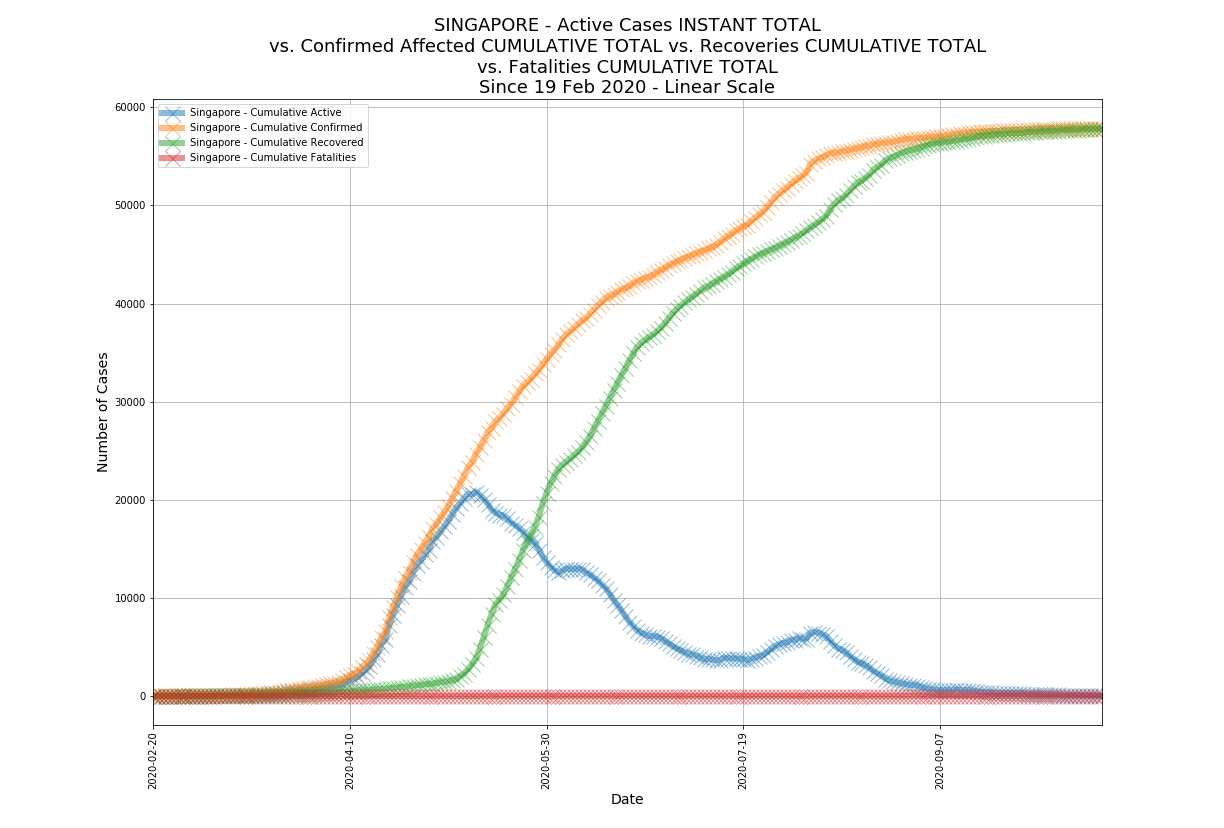 SINGAPORE - Active Cases INSTANT TOTAL
vs. Confirmed Affected CUMULATIVE TOTAL vs. Recoveries CUMULATIVE TOTAL
vs. Fatalities CUMULATIVE TOTAL
Since 19 Feb 2020 - Linear Scale
Singapore - Cumulative Active
Singapore - Cumulative Confirmed
Singapore - Cumulative Recovered
Singapore - Cumulative Fatalities
Number of Cases
60000
50000
40000
30000
20000
10000
0
2020-02-20
2020-04-10
2020-05-30
2020-07-19
2020-09-07
Date